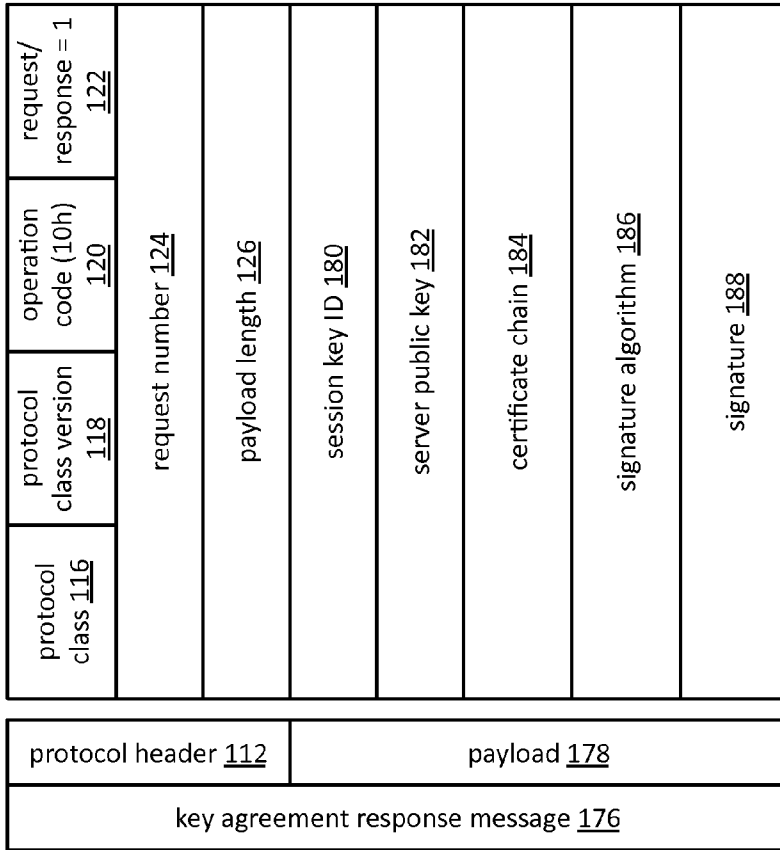 protocol
class 116
protocol
class version
118
operation
code (10h)
120
request/
response = 1
122
request number 124
payload length 126
session key ID 180
server public key 182
certificate chain 184
signature algorithm 186
signature 188
protocol header 112
payload 178
key agreement response message 176